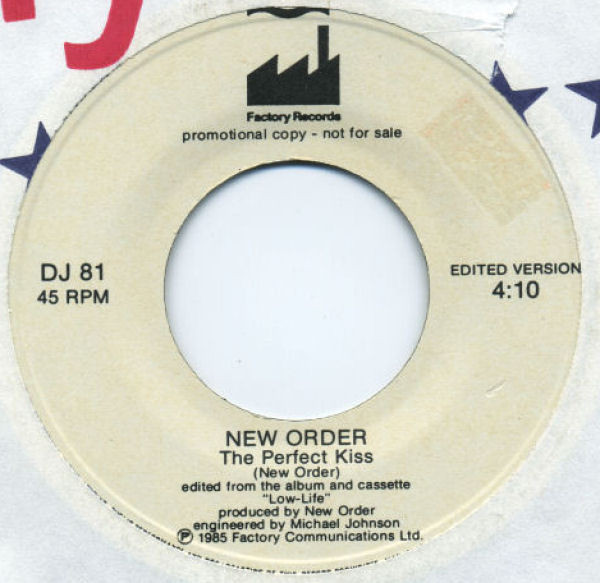 Factory Records
promotional copy - not for sale
DJ 81
45 RPM
EDITED VERSION
4:10
NEW ORDER
The Perfect Kiss
(New Order)
edited from the album and cassette
"Low-Life"
produced by New Order
engineered by Michael Johnson
Ⓟ 1985 Factory Communications Ltd.